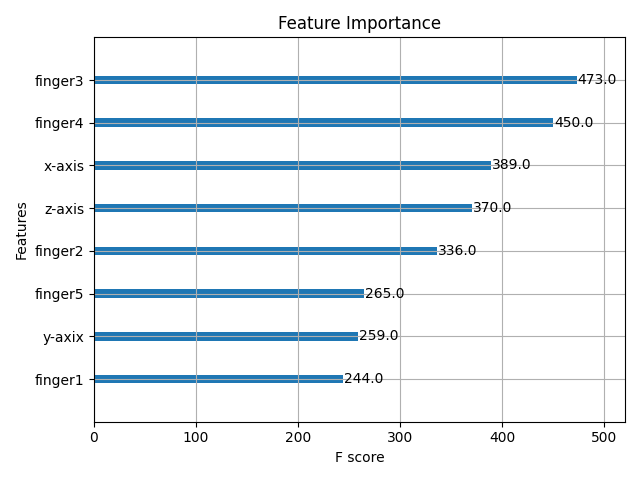 Feature Importance
Features
finger3 473.0
finger4 450.0
x-axis 389.0
z-axis 370.0
finger2 336.0
finger5 265.0
y-axix 259.0
finger1 244.0
0 100 200 300 400 500
F score